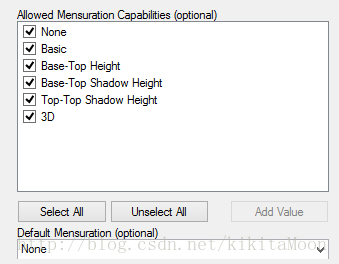 Allowed Mensuration Capabilities (optional)
None
Basic
Base-Top Height
Base-Top Shadow Height
Top-Top Shadow Height
3D
Select All Unselect All Add Value
Default Mensuration (optional)
http://blog.csdn.net/kikitaMoon
None